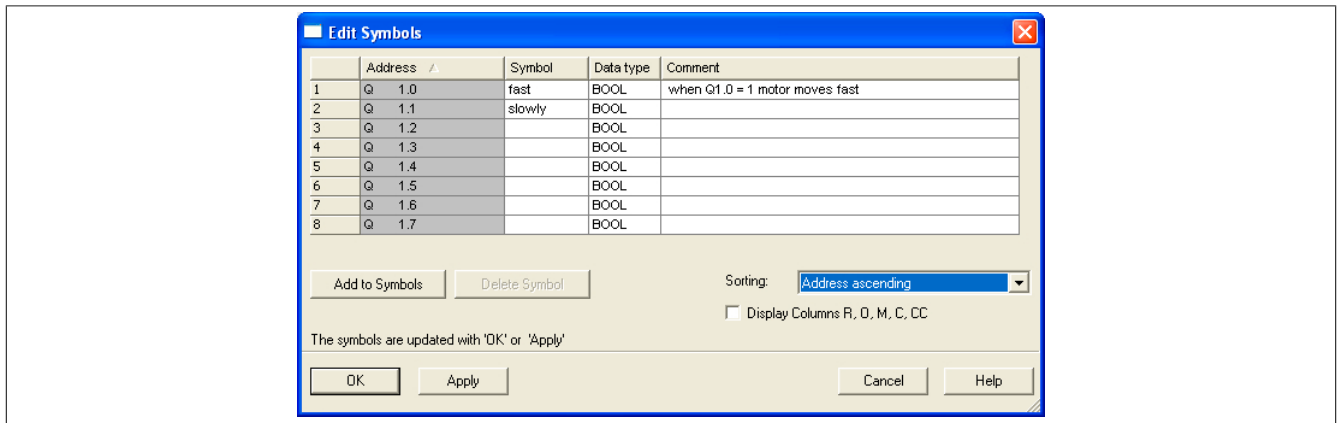 Edit Symbols
Address Symbol Data type Comment
1 Q 1.0 fast BOOL when Q1.0 = 1 motor moves fast
2 Q 1.1 slowly BOOL
3 Q 1.2 BOOL
4 Q 1.3 BOOL
5 Q 1.4 BOOL
6 Q 1.5 BOOL
7 Q 1.6 BOOL
8 Q 1.7 BOOL
Add to Symbols Delete Symbol Sorting: Address ascending
Display Columns R, O, M, C, CC
The symbols are updated with 'OK' or 'Apply'
OK Apply Cancel Help